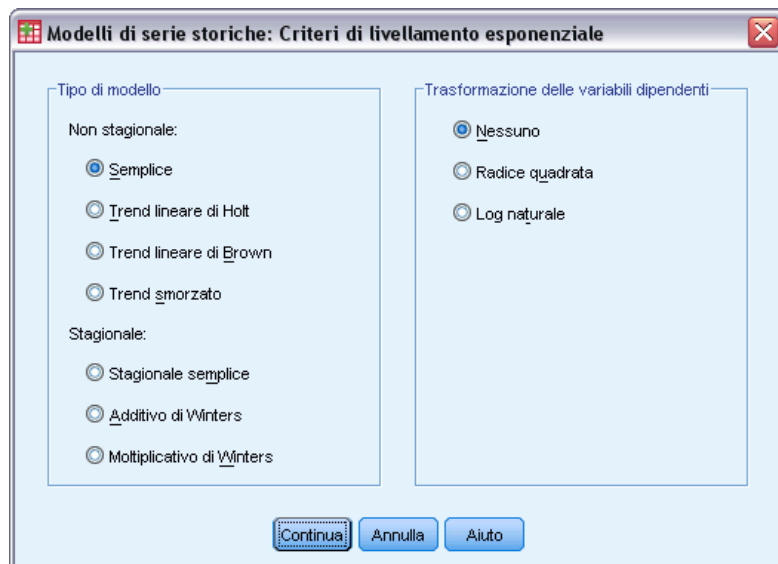 Modelli di serie storiche: Criteri di livellamento esponenziale
Tipo di modello
Non stagionale:
Semplice
Trend lineare di Holt
Trend lineare di Brown
Trend smorzato
Stagionale:
Stagionale semplice
Additivo di Winters
Moltiplicativo di Winters
Trasformazione delle variabili dipendenti
Nessuno
Radice quadrata
Log naturale
Continua Annulla Aiuto